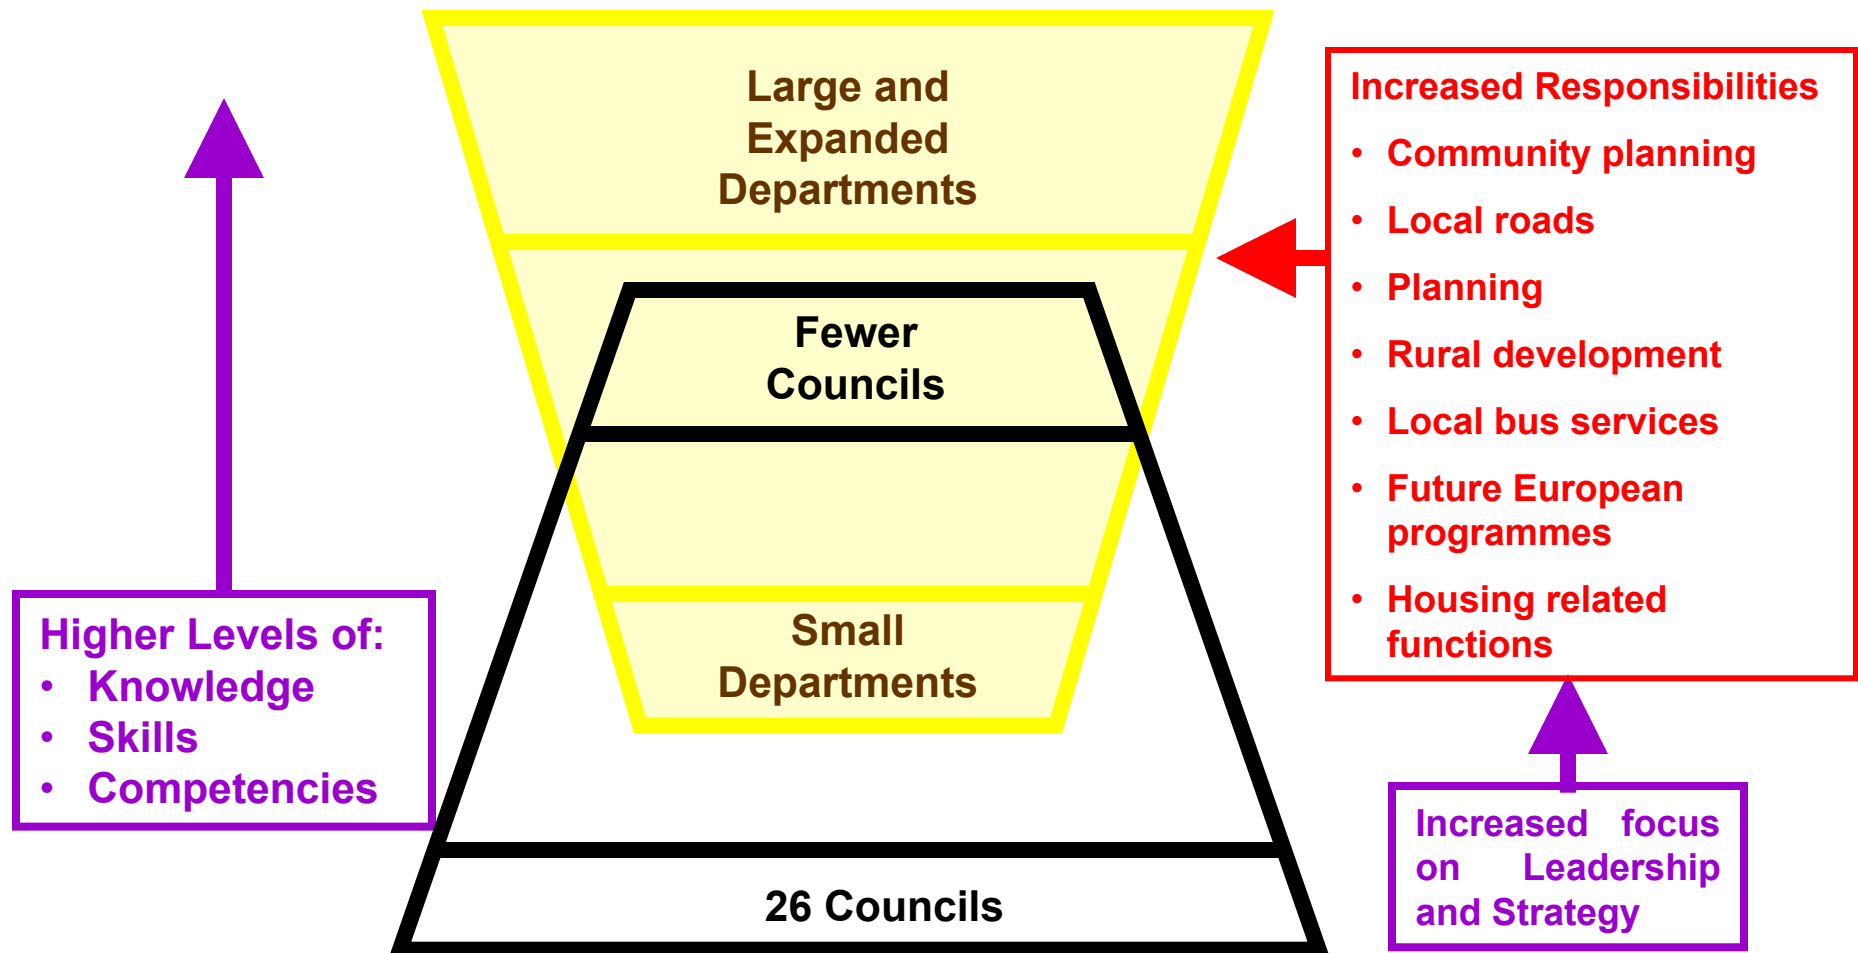 Large and
Expanded
Departments
Fewer
Councils
Small
Departments
26 Councils
Higher Levels of:
• Knowledge
• Skills
• Competencies
Increased Responsibilities
• Community planning
• Local roads
• Planning
• Rural development
• Local bus services
• Future European
programmes
• Housing related
functions
Increased focus
on Leadership
and Strategy